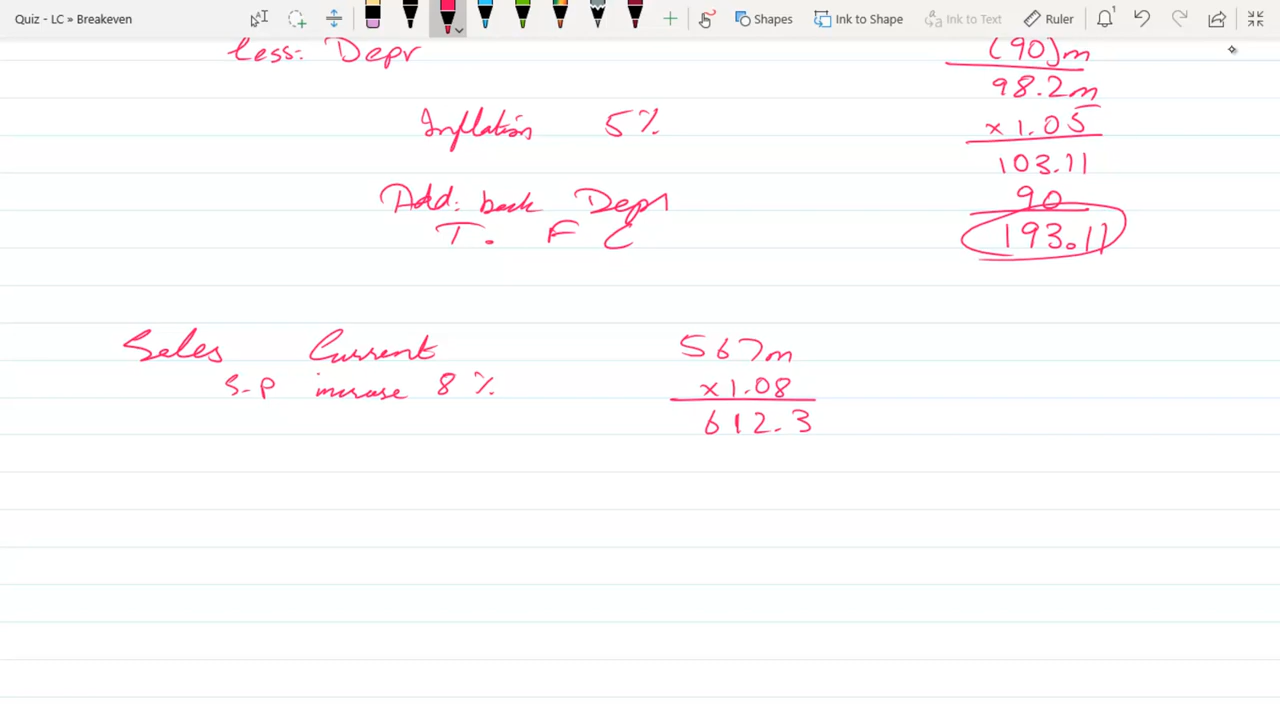 Quiz - LC » Breakeven Shapes Ink to Shape Ink to Text Ruler 1
less: Depr (90)m
98.2m
Inflation 5% x 1.05
103.11
Add: back Depr 90
T. F C 193.11
Sales Current 567m
S-P increase 8% x1.08
612.3